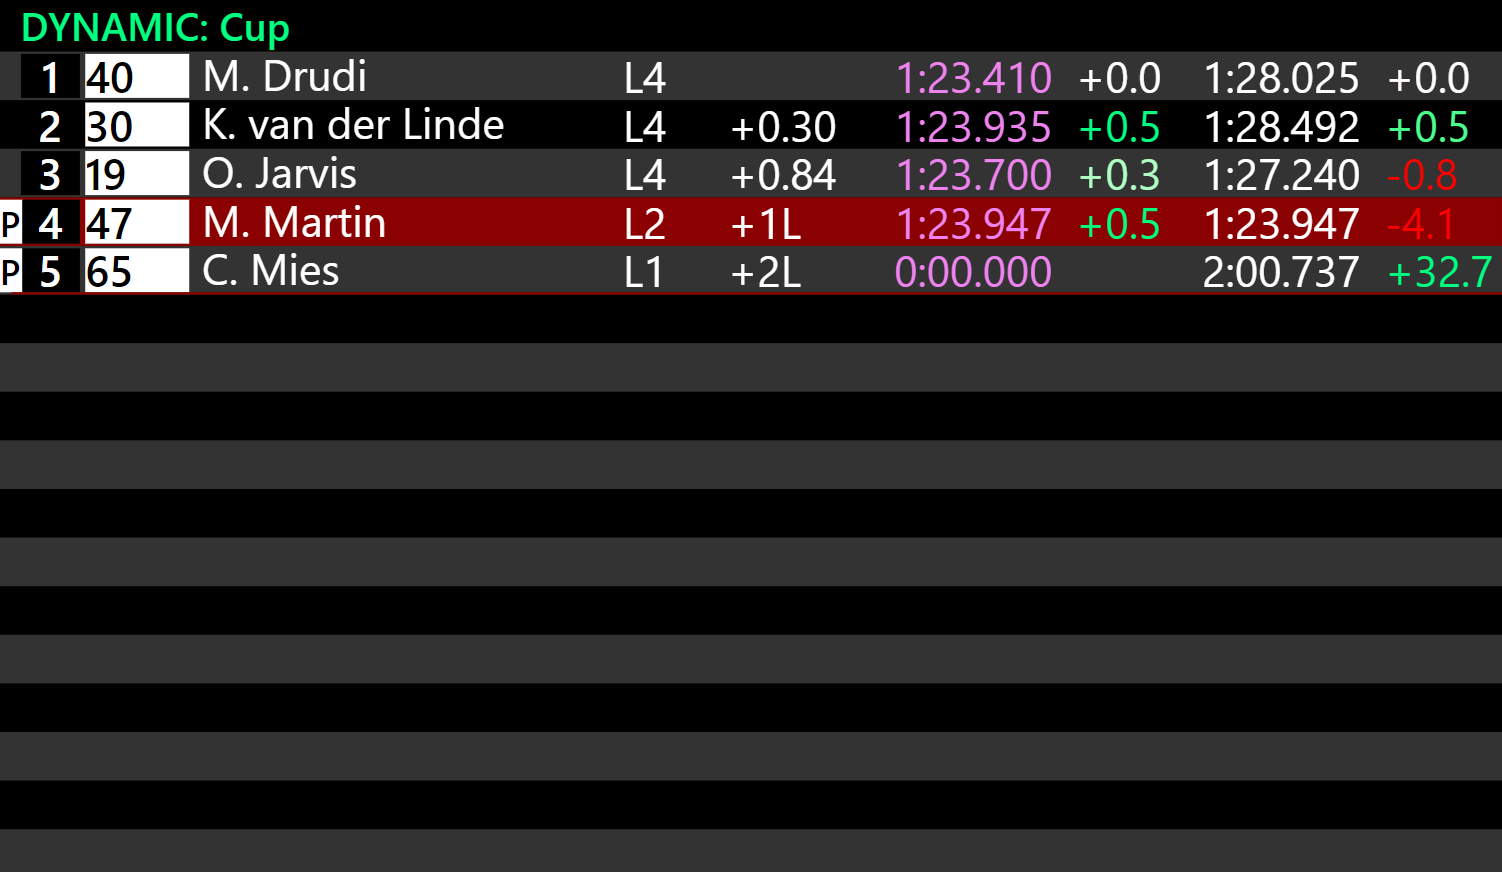 DYNAMIC: Cup
1 40 M. Drudi L4 1:23.410 +0.0 1:28.025 +0.0
2 30 K. van der Linde L4 +0.30 1:23.935 +0.5 1:28.492 +0.5
3 19 O. Jarvis L4 +0.84 1:23.700 +0.3 1:27.240 -0.8
P 4 47 M. Martin L2 +1L 1:23.947 +0.5 1:23.947 -4.1
P 5 65 C. Mies L1 +2L 0:00.000 2:00.737 +32.7